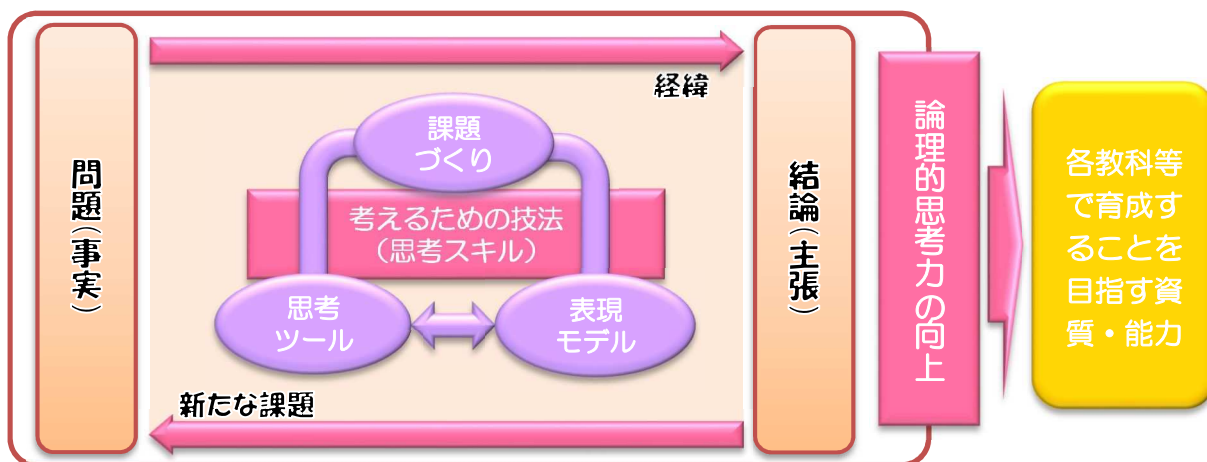 問題(事実)
経緯
課題
づくり
考えるための技法
(思考スキル)
思考
ツール
表現
モデル
新たな課題
結論(主張)
論理的思考力の向上
各教科等
で育成す
ることを
目指す資
質・能力